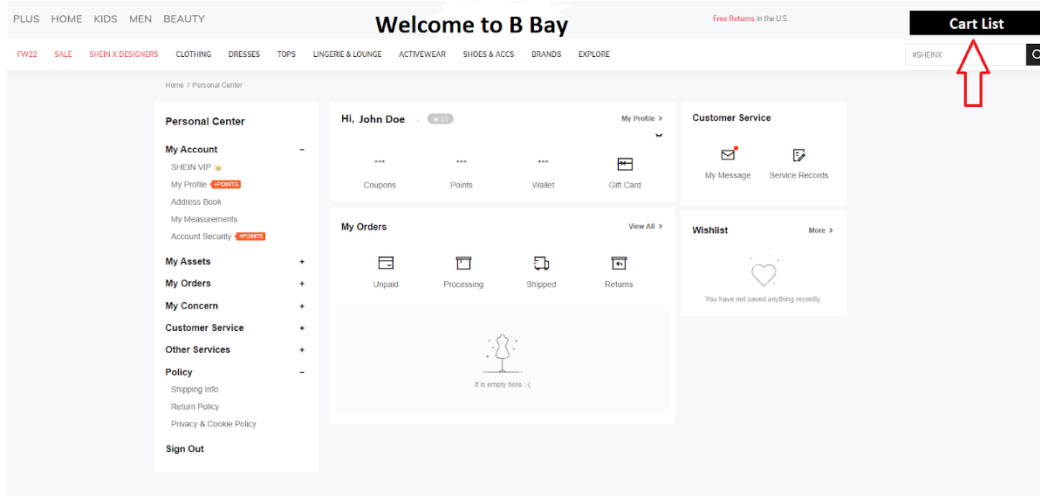 PLUS HOME KIDS MEN BEAUTY
Welcome to B Bay
Free Returns in the U.S.
Cart List
FW22 SALE SHEIN X DESIGNERS CLOTHING DRESSES TOPS LINGERIE & LOUNGE ACTIVEWEAR SHOES & ACCS BRANDS EXPLORE
#SHEINX
Home / Personal Center
Personal Center
My Account −
SHEIN VIP
My Profile +POINTS
Address Book
My Measurements
Account Security +POINTS
My Assets +
My Orders +
My Concern +
Customer Service +
Other Services +
Policy −
Shipping Info
Return Policy
Privacy & Cookie Policy
Sign Out
Hi, John Doe
My Profile >
Coupons Points Wallet Gift Card
My Orders
View All >
Unpaid Processing Shipped Returns
It is empty here :-(
Customer Service
My Message Service Records
Wishlist
More >
You have not saved anything recently.